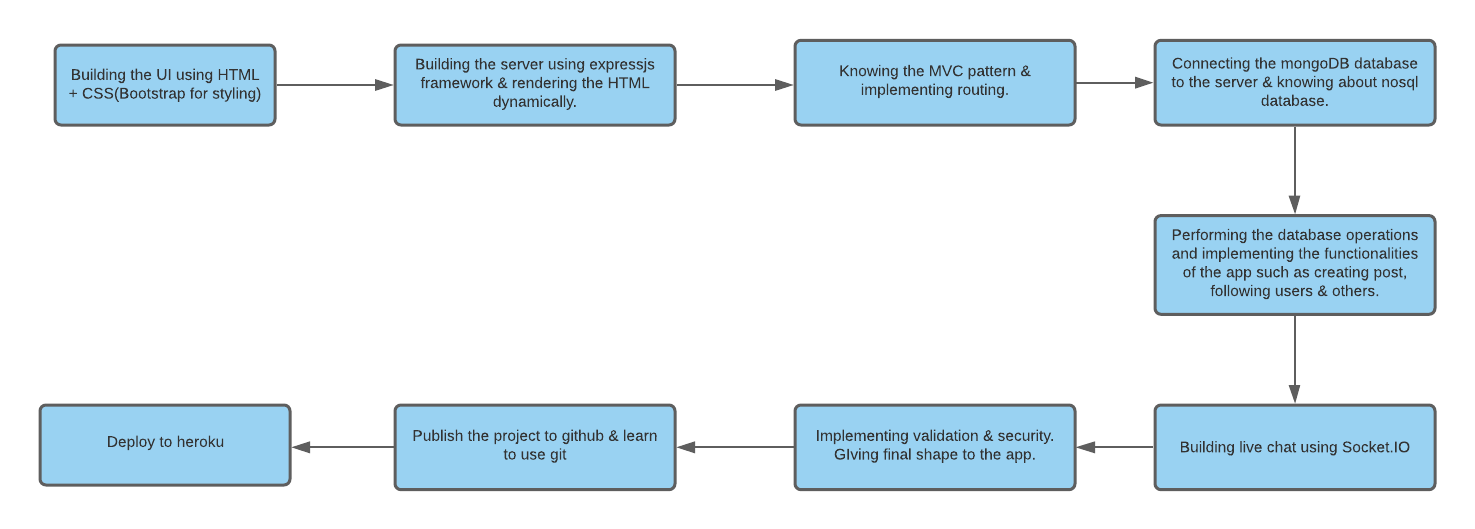 Building the UI using HTML
+ CSS(Bootstrap for styling)
Building the server using expressjs
framework & rendering the HTML
dynamically.
Knowing the MVC pattern &
implementing routing.
Connecting the mongoDB database
to the server & knowing about nosql
database.
Performing the database operations
and implementing the functionalities
of the app such as creating post,
following users & others.
Building live chat using Socket.IO
Implementing validation & security.
GIving final shape to the app.
Publish the project to github & learn
to use git
Deploy to heroku